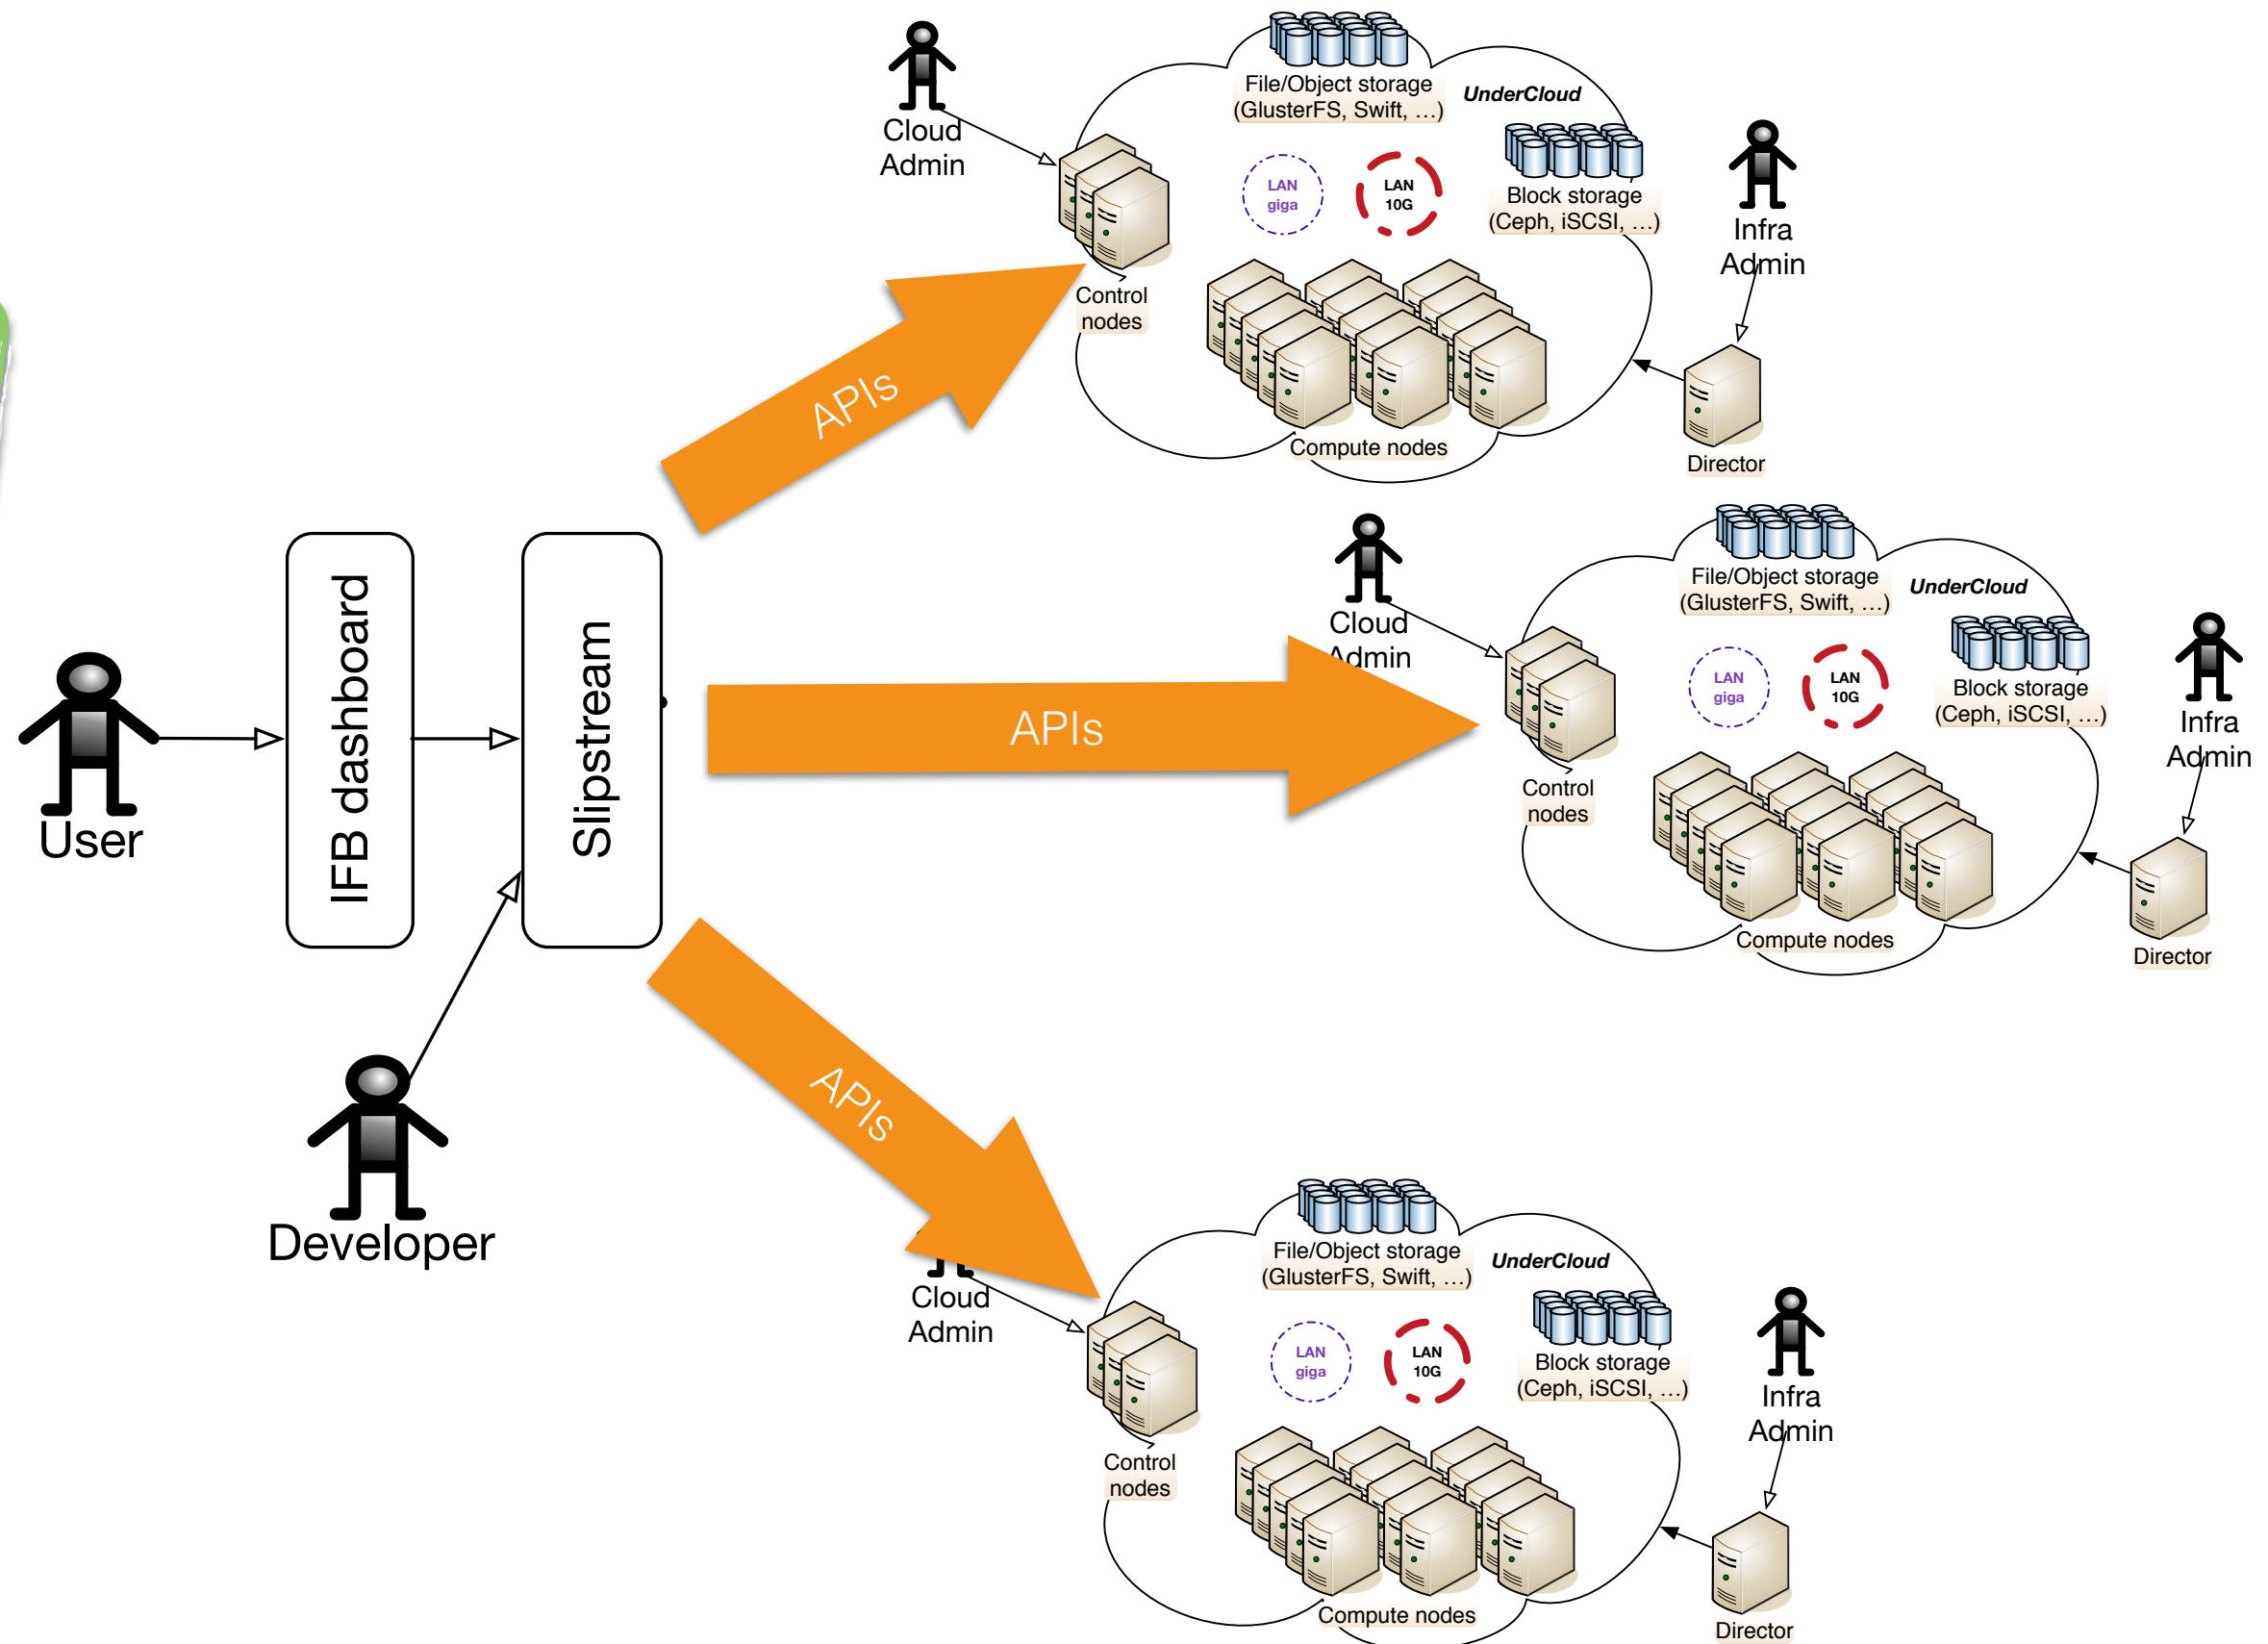 User
IFB dashboard
Slipstream
Developer
APIs
APIs
APIs
Cloud
Admin
File/Object storage
(GlusterFS, Swift, …)
UnderCloud
LAN
giga
LAN
10G
Block storage
(Ceph, iSCSI, …)
Infra
Admin
Control
nodes
Compute nodes
Director
Cloud
Admin
File/Object storage
(GlusterFS, Swift, …)
UnderCloud
LAN
giga
LAN
10G
Block storage
(Ceph, iSCSI, …)
Infra
Admin
Control
nodes
Compute nodes
Director
Cloud
Admin
File/Object storage
(GlusterFS, Swift, …)
UnderCloud
LAN
giga
LAN
10G
Block storage
(Ceph, iSCSI, …)
Infra
Admin
Control
nodes
Compute nodes
Director